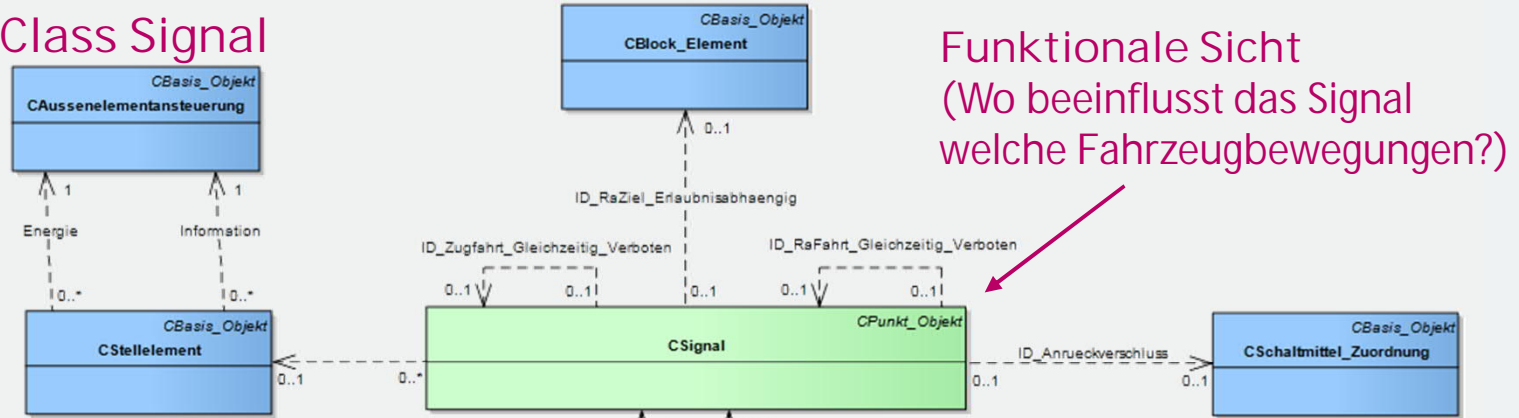 Class Signal
CBasis_Objekt
CBlock_Element
Funktionale Sicht
(Wo beeinflusst das Signal
welche Fahrzeugbewegungen?)
CBasis_Objekt
CAussenelementansteuerung
0..1
1
1
ID_RaZiel_Erlaubnisabhaengig
Energie
Information
ID_Zugfahrt_Gleichzeitig_Verboten
ID_RaFahrt_Gleichzeitig_Verboten
0..*
0..*
0..1
0..1
0..1
0..1
0..1
CBasis_Objekt
CStellelement
CPunkt_Objekt
CSignal
CBasis_Objekt
CSchaltmittel_Zuordnung
ID_Anrueckverschluss
0..1
0..*
0..1
0..1